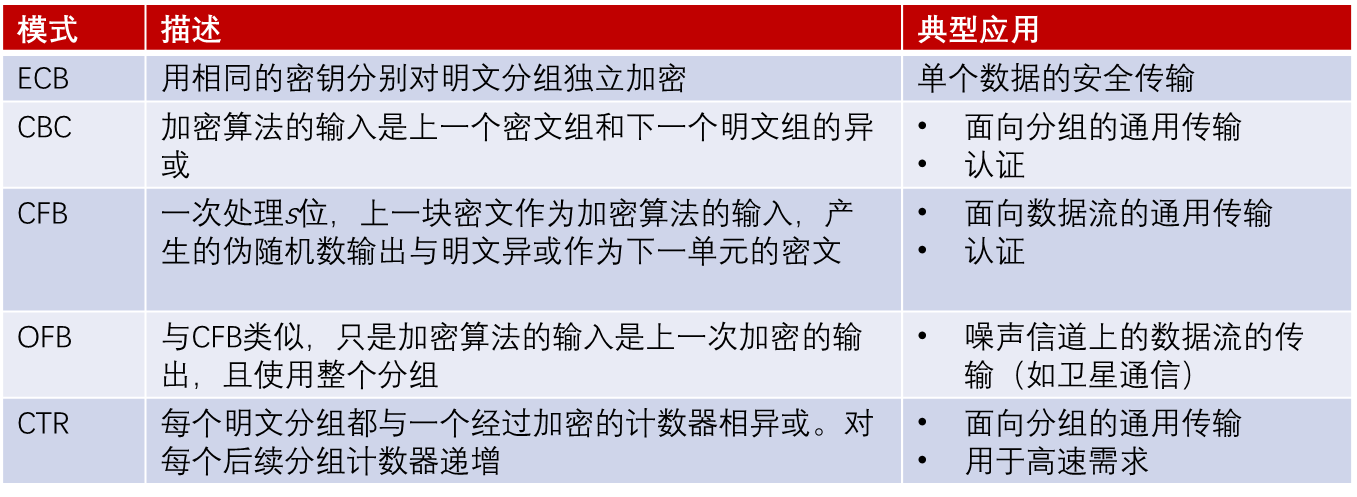 模式 描述 典型应用
ECB 用相同的密钥分别对明文分组独立加密 单个数据的安全传输
CBC 加密算法的输入是上一个密文组和下一个明文组的异 • 面向分组的通用传输
或 • 认证
CFB 一次处理s位，上一块密文作为加密算法的输入，产 • 面向数据流的通用传输
生的伪随机数输出与明文异或作为下一单元的密文 • 认证
OFB 与CFB类似，只是加密算法的输入是上一次加密的输 • 噪声信道上的数据流的传
出，且使用整个分组 输（如卫星通信）
CTR 每个明文分组都与一个经过加密的计数器相异或。对 • 面向分组的通用传输
每个后续分组计数器递增 • 用于高速需求